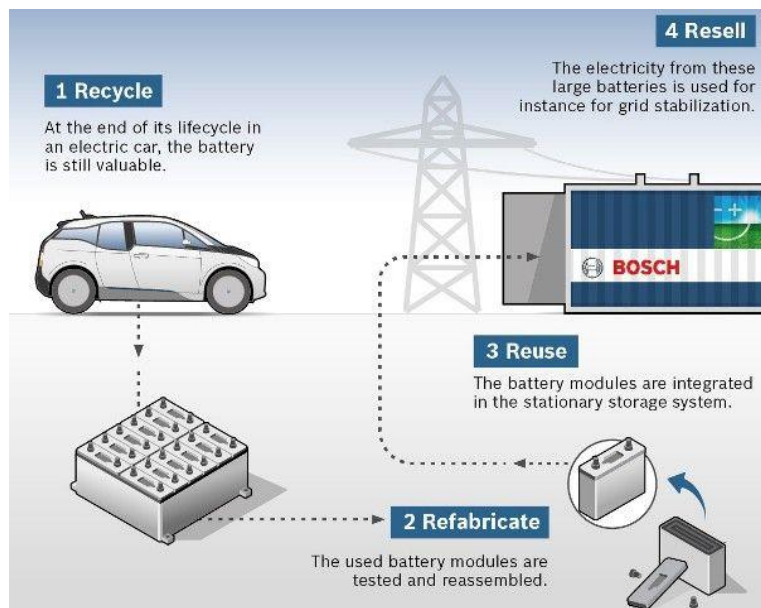 1 Recycle
At the end of its lifecycle in
an electric car, the battery
is still valuable.
2 Refabricate
The used battery modules are
tested and reassembled.
3 Reuse
The battery modules are integrated
in the stationary storage system.
4 Resell
The electricity from these
large batteries is used for
instance for grid stabilization.
- +
BOSCH